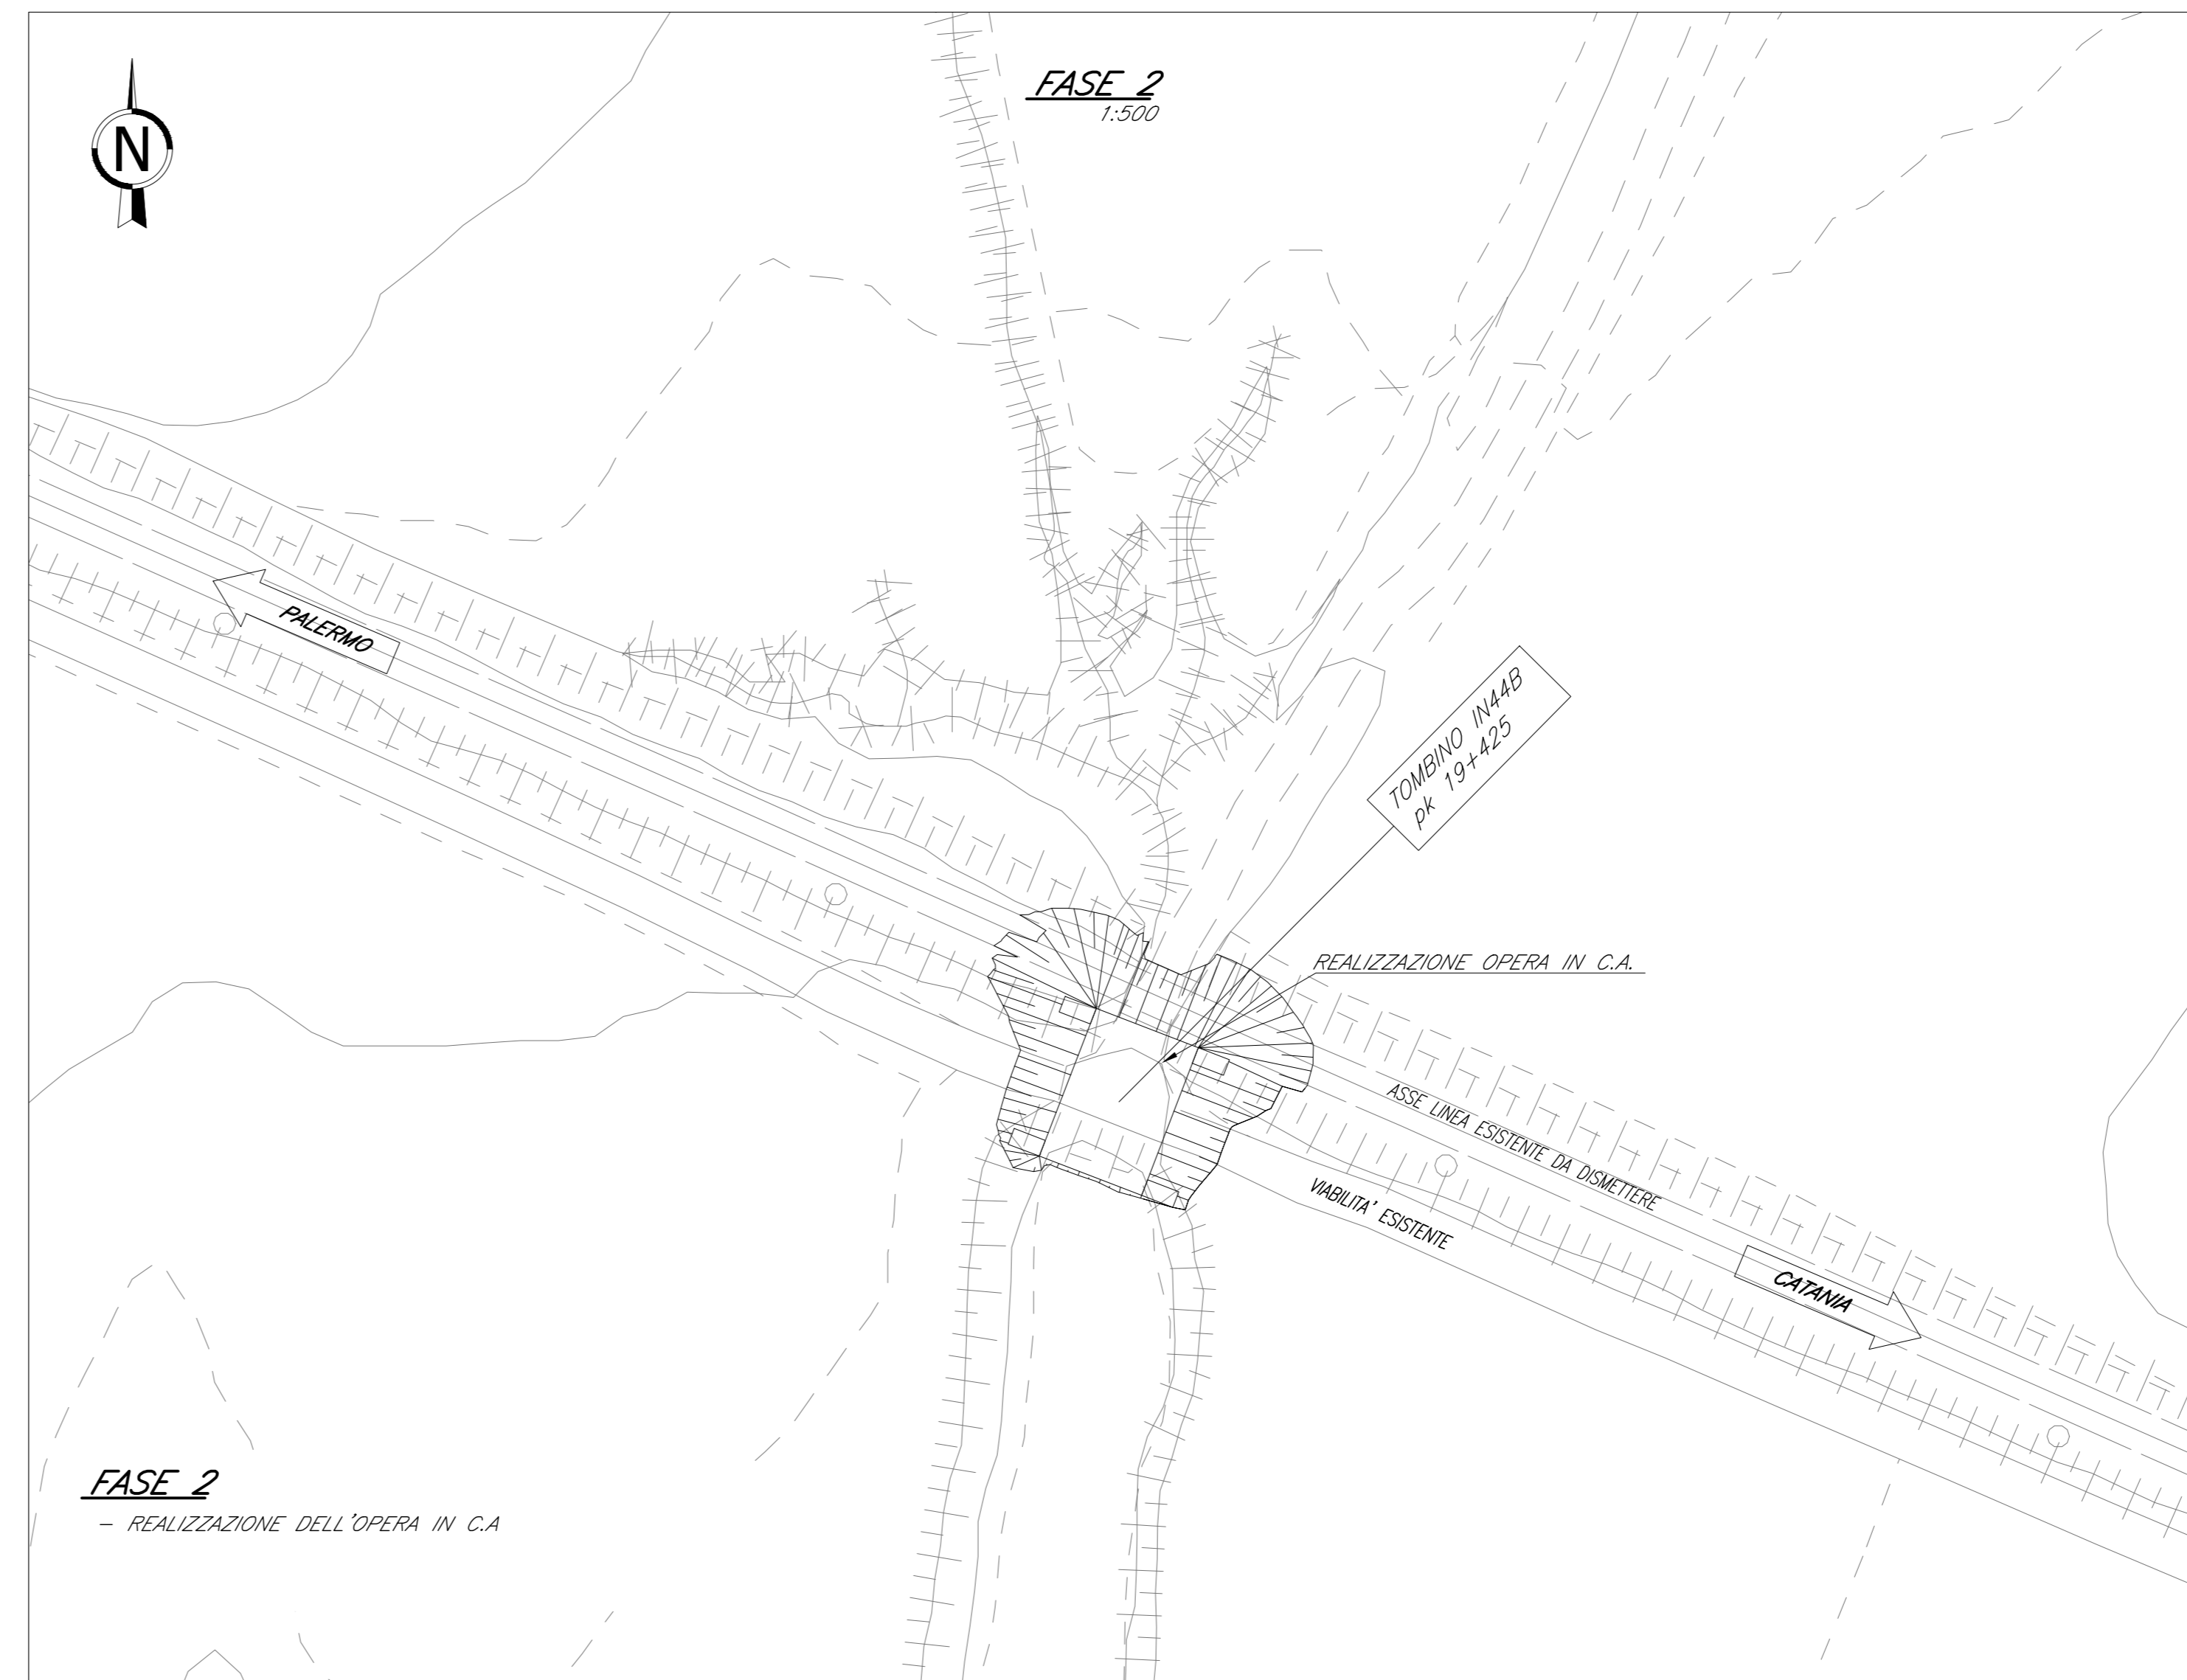 FASE 2
1:500
N
PALERMO
TOMBINO IN44B
pk 19+425
REALIZZAZIONE OPERA IN C.A.
ASSE LINEA ESISTENTE DA DISMETTERE
VIABILITA' ESISTENTE
CATANIA
FASE 2
- REALIZZAZIONE DELL'OPERA IN C.A